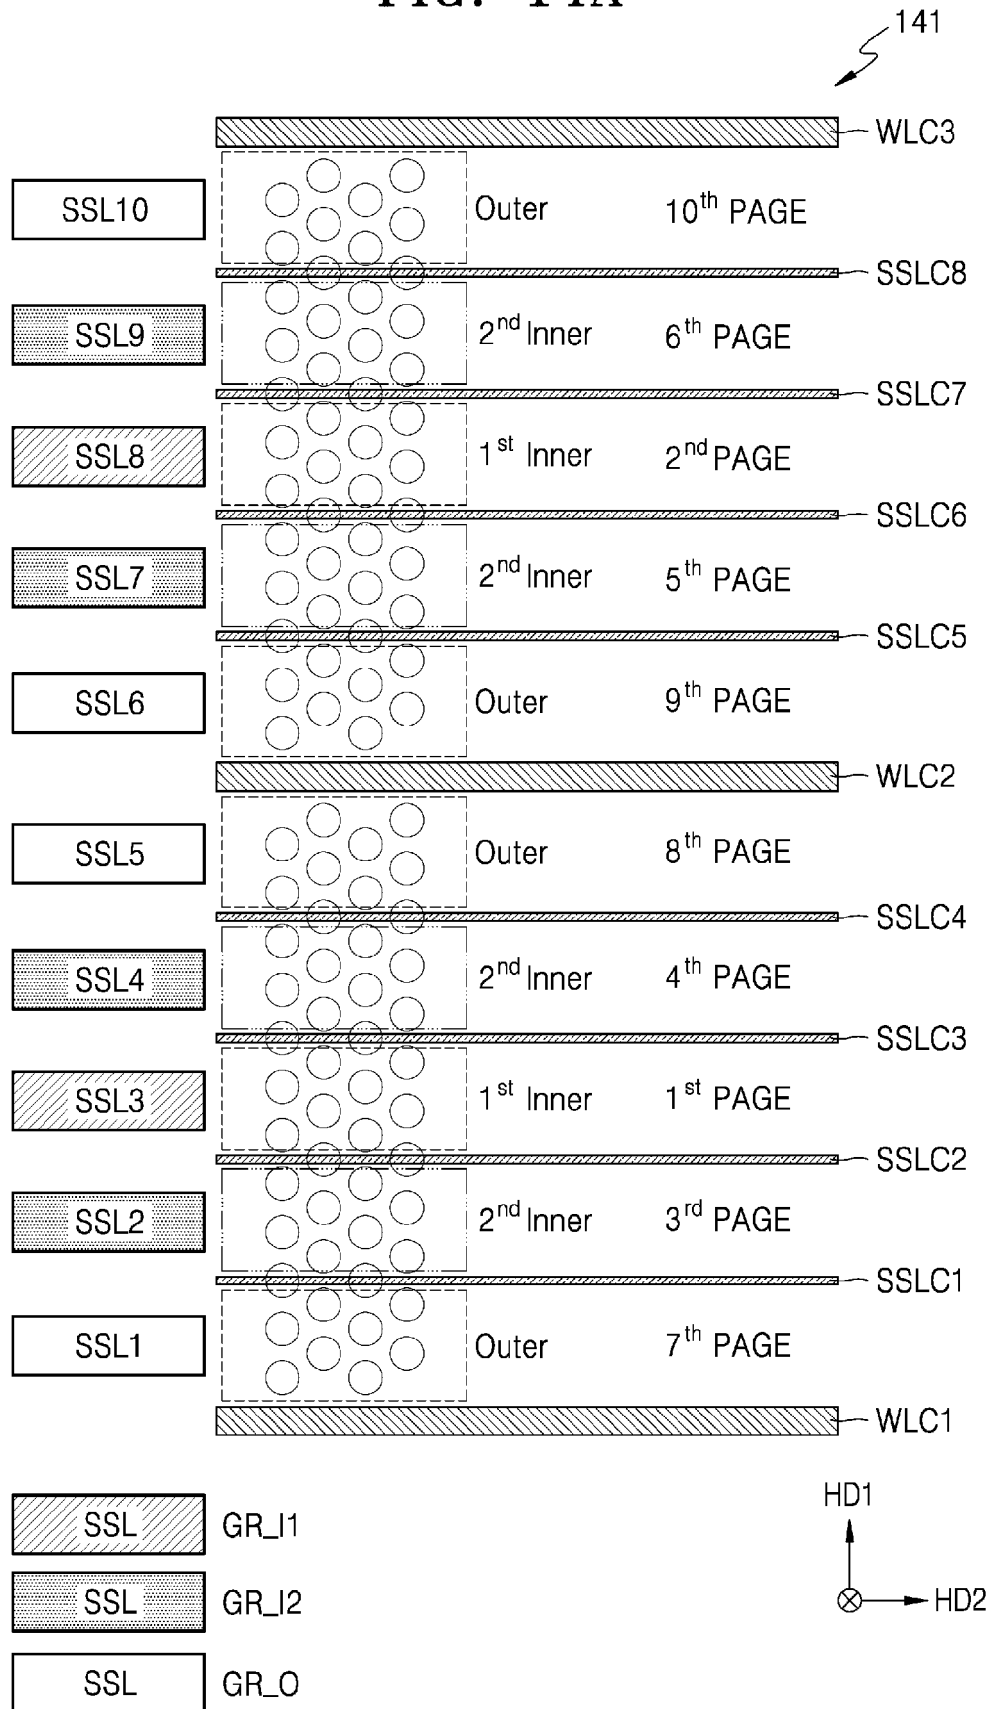 141
WLC3
SSL10 Outer 10th PAGE
SSLC8
SSL9 2nd Inner 6th PAGE
SSLC7
SSL8 1st Inner 2nd PAGE
SSLC6
SSL7 2nd Inner 5th PAGE
SSLC5
SSL6 Outer 9th PAGE
WLC2
SSL5 Outer 8th PAGE
SSLC4
SSL4 2nd Inner 4th PAGE
SSLC3
SSL3 1st Inner 1st PAGE
SSLC2
SSL2 2nd Inner 3rd PAGE
SSLC1
SSL1 Outer 7th PAGE
WLC1
HD1
SSL GR_I1
SSL GR_I2
HD2
SSL GR_O